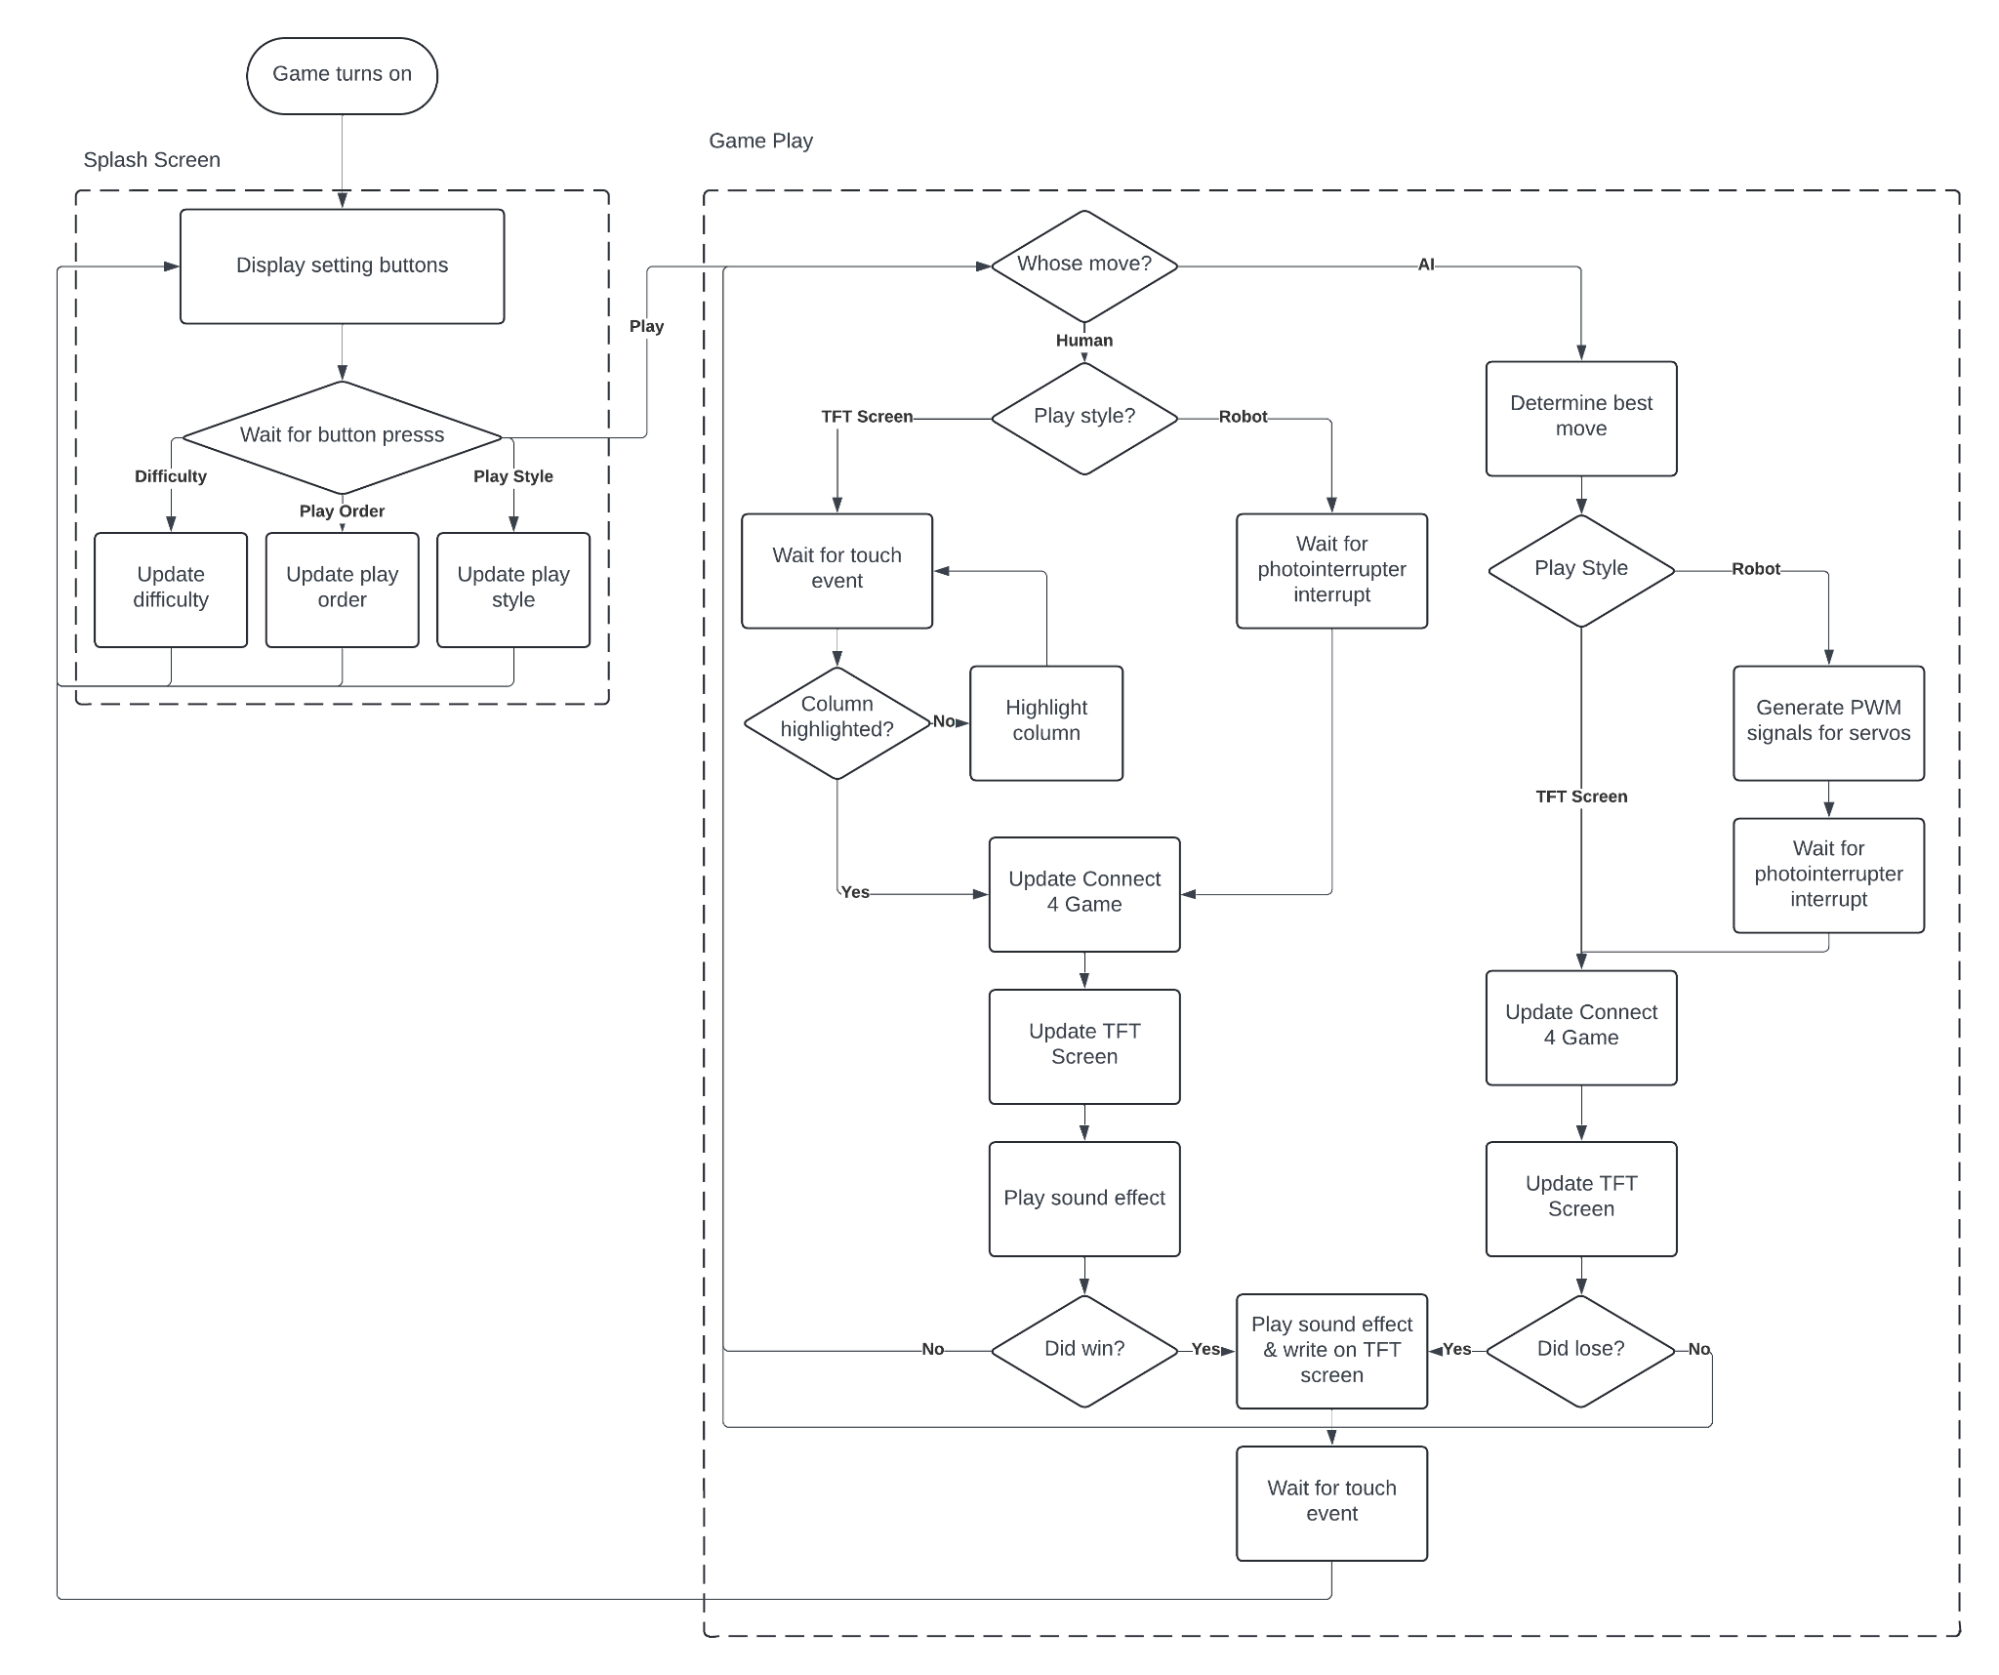 Game turns on
Splash Screen
Display setting buttons
Wait for button presss
Difficulty
Play Order
Play Style
Play
Update
difficulty
Update play
order
Update play
style
Game Play
Whose move?
AI
Human
Play style?
TFT Screen
Robot
Wait for touch
event
Wait for
photointerrupter
interrupt
Column
highlighted?
No
Highlight
column
Yes
Update Connect
4 Game
Update TFT
Screen
Play sound effect
Did win?
No
Yes
Determine best
move
Play Style
Robot
TFT Screen
Generate PWM
signals for servos
Wait for
photointerrupter
interrupt
Update Connect
4 Game
Update TFT
Screen
Did lose?
Yes
No
Play sound effect
& write on TFT
screen
Wait for touch
event